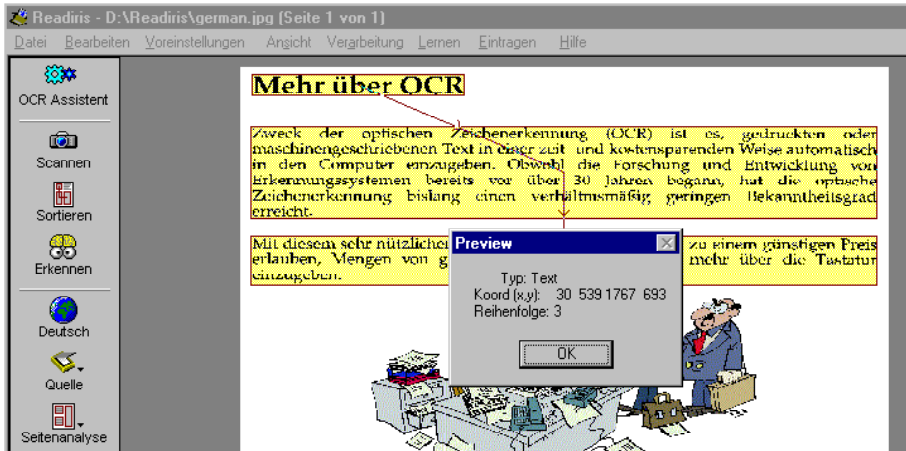 Readiris - D:\Readiris\german.jpg (Seite 1 von 1)
Datei Bearbeiten Voreinstellungen Ansicht Verarbeitung Lernen Eintragen Hilfe
OCR Assistent
Scannen
Sortieren
Erkennen
Deutsch
Quelle
Seitenanalyse
Mehr über OCR
Zweck der optischen Zeichenerkennung (OCR) ist es, gedruckten oder
maschinengeschriebenen Text in einer zeit- und kostensparenden Weise automatisch
in den Computer einzugeben. Obwohl die Forschung und Entwicklung von
Erkennungssystemen bereits vor über 30 Jahren begann, hat die optische
Zeichenerkennung bislang einen verhältnismäßig geringen Bekanntheitsgrad
erreicht.
Mit diesem sehr nützlichen zu einem günstigen Preis
erlauben, Mengen von g mehr über die Tastatur
einzugeben.
Preview
Typ: Text
Koord (x,y): 30 539 1767 693
Reihenfolge: 3
OK